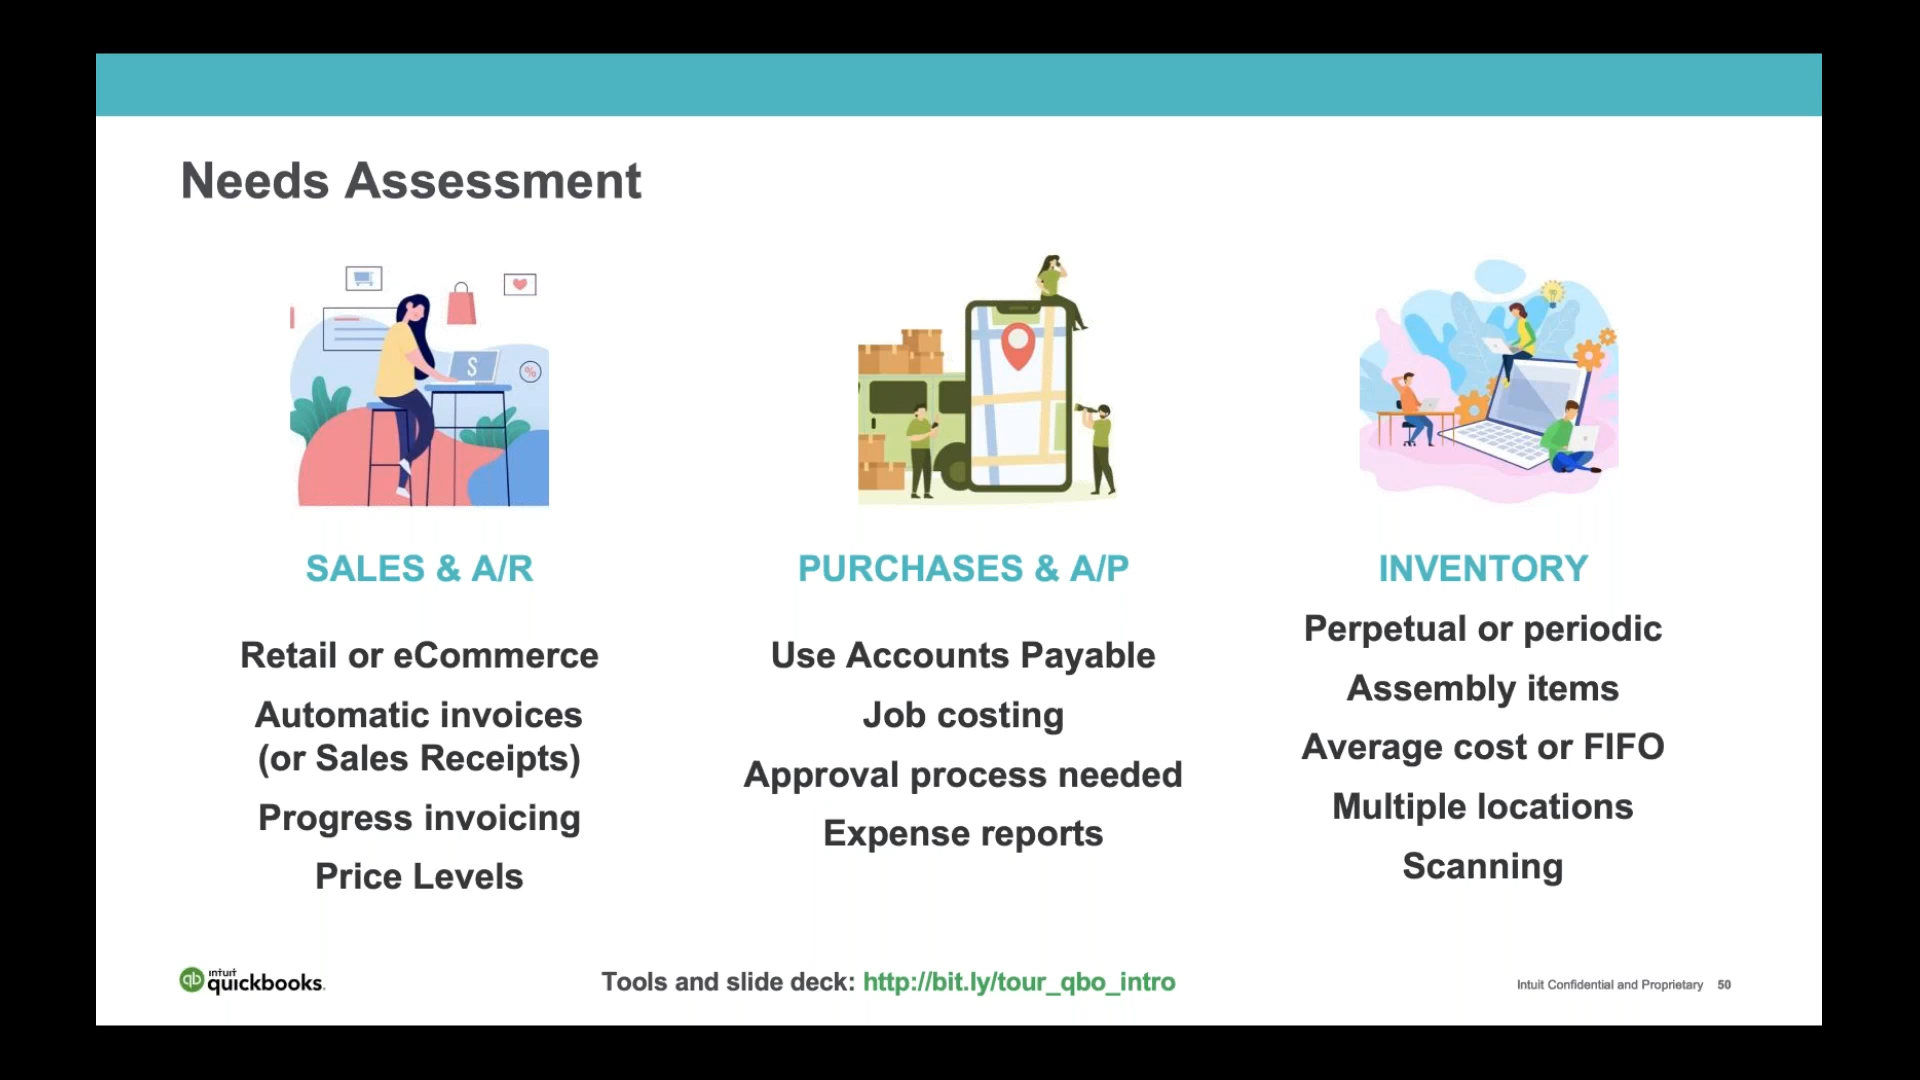 Needs Assessment
$
%
SALES & A/R
Retail or eCommerce
Automatic invoices
(or Sales Receipts)
Progress invoicing
Price Levels
PURCHASES & A/P
Use Accounts Payable
Job costing
Approval process needed
Expense reports
INVENTORY
Perpetual or periodic
Assembly items
Average cost or FIFO
Multiple locations
Scanning
qb intuit quickbooks.
Tools and slide deck: http://bit.ly/tour_qbo_intro
Intuit Confidential and Proprietary 50